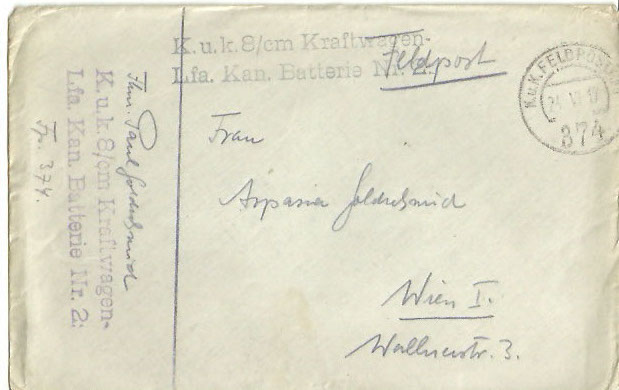 K.u.k. 8/cm Kraftwagen-
Lfa. Kan. Batterie Nr. 2.
Feldpost
K.u.K. FELDPOSTAMT
374
Frau
Aspasia Goldschmid
Wien I.
Wallnerstr. 3.
Paul Goldschmid
K.u.k. 8/cm Kraftwagen-
Lfa. Kan. Batterie Nr. 2.
Fp. 374.